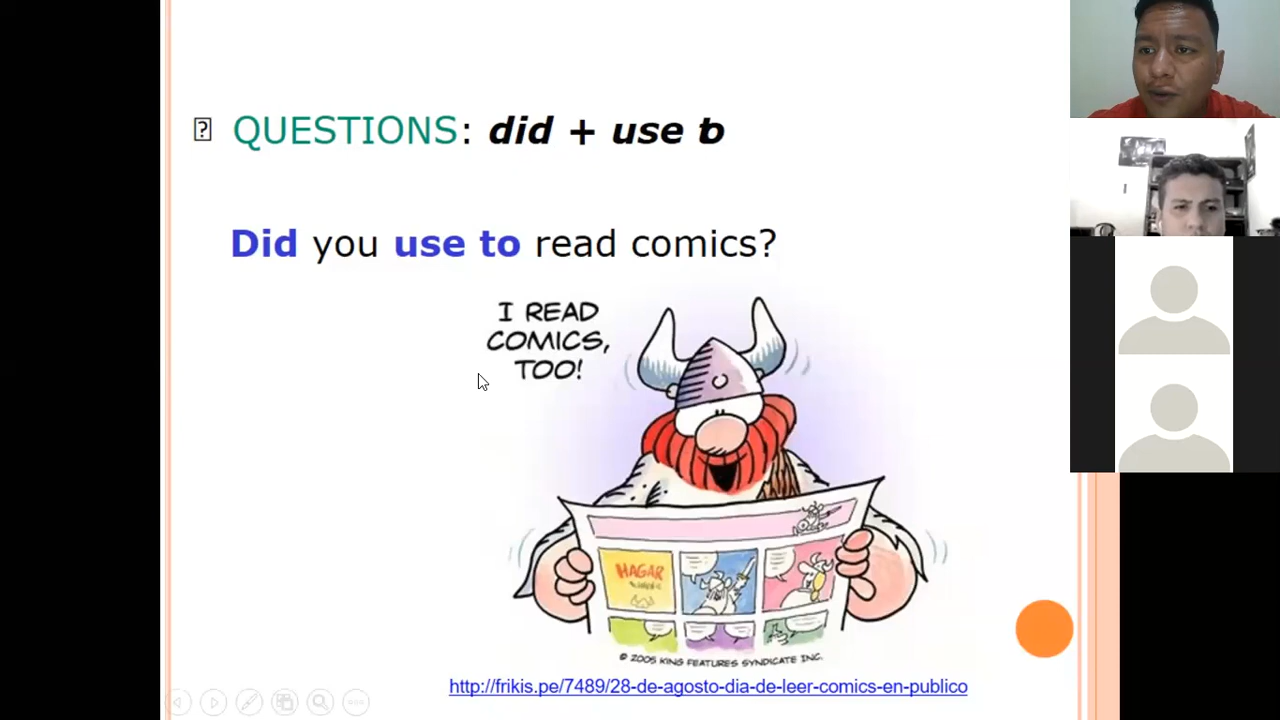 QUESTIONS: did + use to
Did you use to read comics?
I READ
COMICS,
TOO!
HAGAR
© 2005 KING FEATURES SYNDICATE INC.
http://frikis.pe/7489/28-de-agosto-dia-de-leer-comics-en-publico